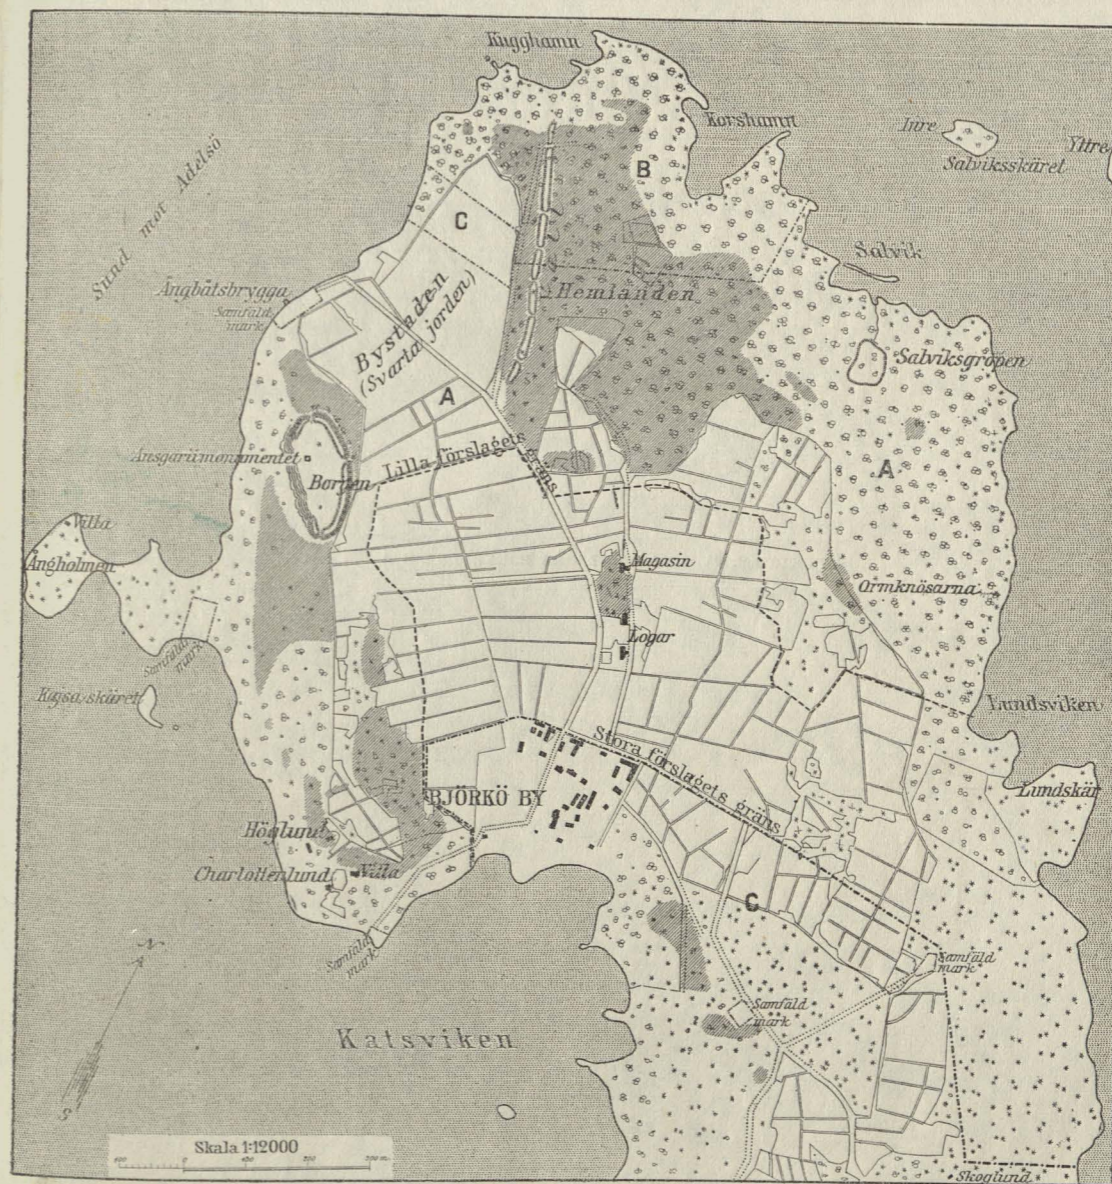 Kugghamn
Korshamn
Inre
Yttre
Salviksskäret
Sund mot Adelsö
B
C
Salvik
Ångbåtsbrygga
Samfäld
mark
Hemlanden
Bystaden
(Svarta jorden)
Salviksgropen
A
Ansgariimonumentet
Borgen
Lilla förslagets gräns
A
Villa
Ängholmen
Magasin
Ormknösarna
Logar
Samfäld
mark
Kajsa skäret
Lundsviken
Stora förslagets gräns
Lundskär
BJÖRKÖ BY
Höglund
Charlottenlund
Villa
C
Samfäld
mark
Samfäld
mark
N
Samfäld
mark
Katsviken
S
Skala 1:12000
Skoglund